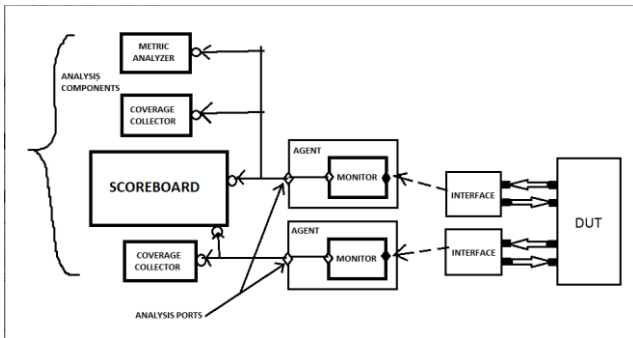 METRIC
ANALYZER
ANALYSIS
COMPONENTS
COVERAGE
COLLECTOR
AGENT
MONITOR
SCOREBOARD
INTERFACE
DUT
AGENT
MONITOR
INTERFACE
COVERAGE
COLLECTOR
ANALYSIS PORTS